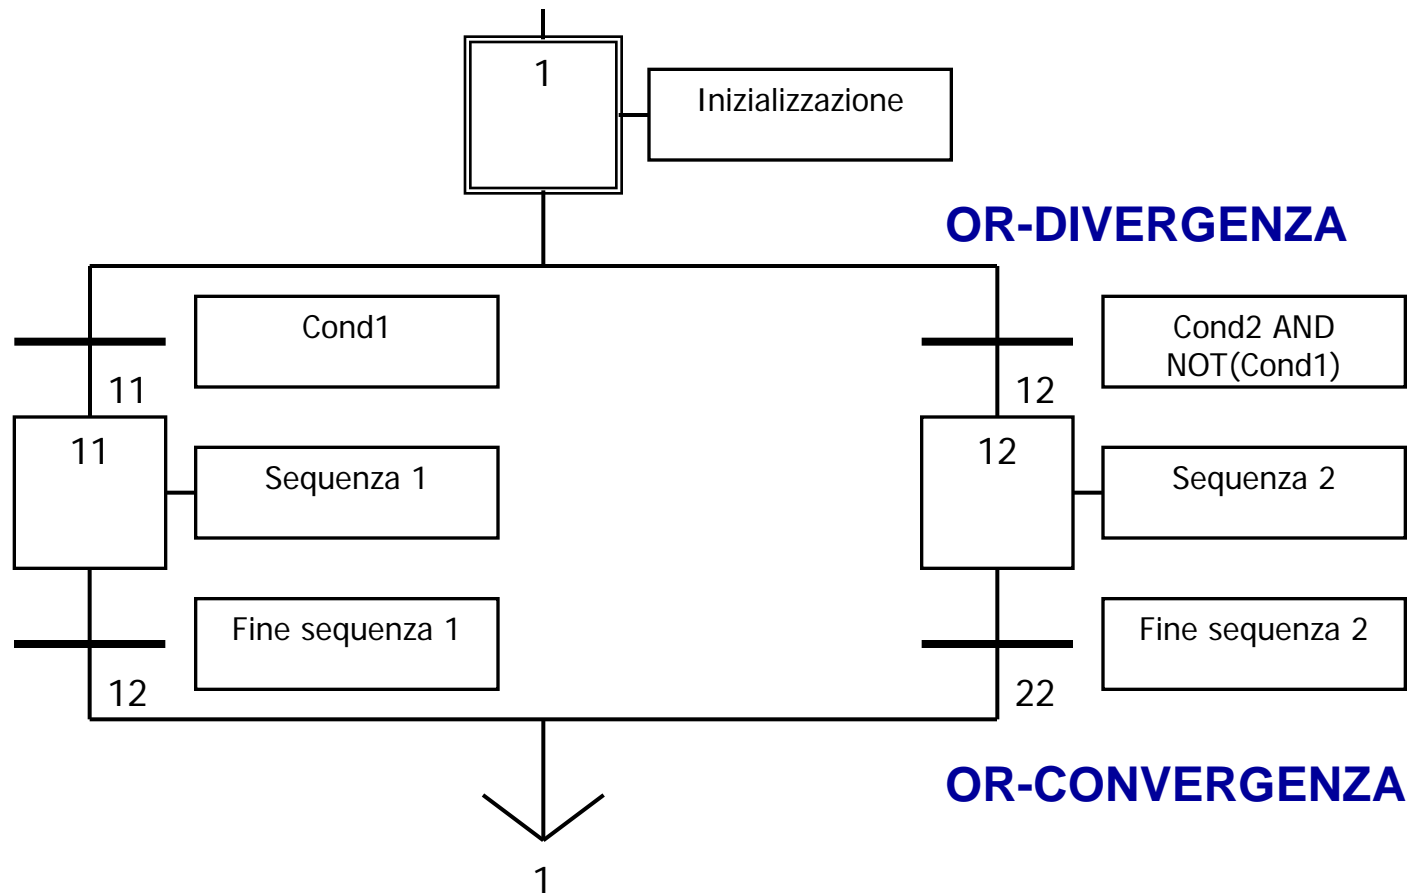 1
Inizializzazione
OR-DIVERGENZA
Cond1
11
Cond2 AND
NOT(Cond1)
12
11
Sequenza 1
12
Sequenza 2
Fine sequenza 1
12
Fine sequenza 2
22
OR-CONVERGENZA
1